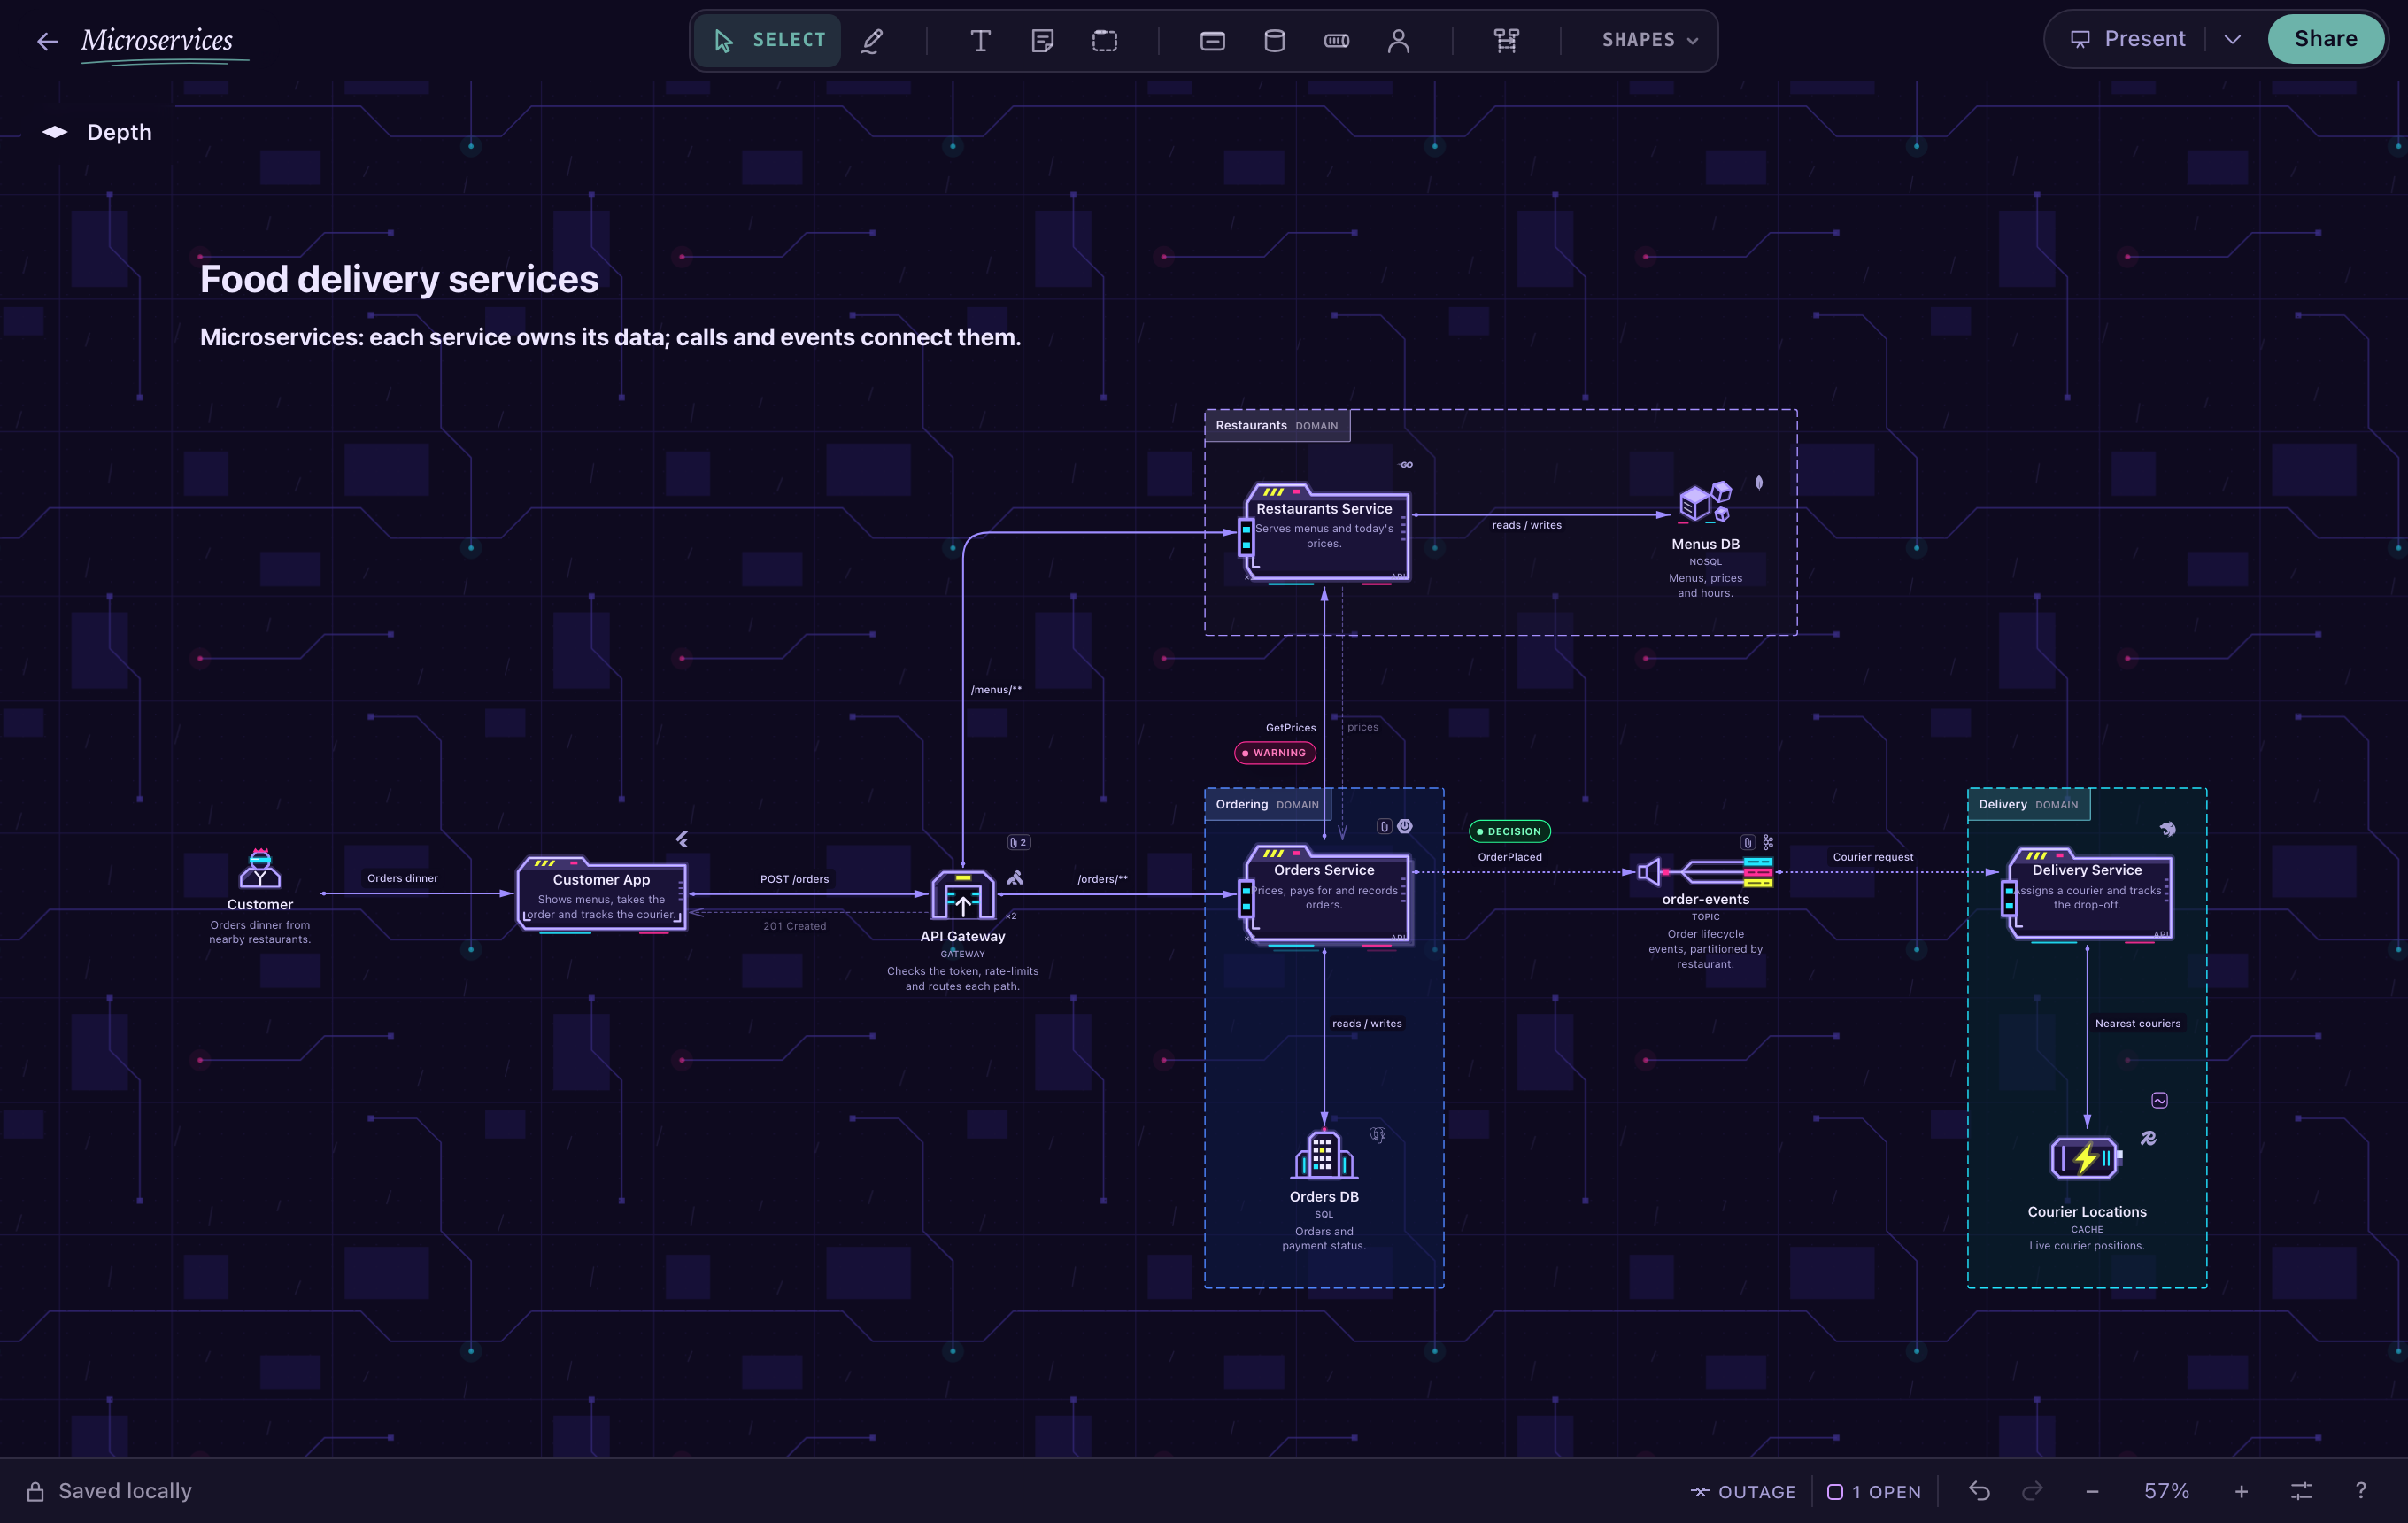 Microservices
SELECT
SHAPES
Present
Share
Depth
Food delivery services
Microservices: each service owns its data; calls and events connect them.
Restaurants DOMAIN
GO
Restaurants Service
Serves menus and today's
prices.
API
reads / writes
Menus DB
NOSQL
Menus, prices
and hours.
/menus/**
GetPrices
prices
WARNING
Ordering DOMAIN
Delivery DOMAIN
Customer
Orders dinner from
nearby restaurants.
Orders dinner
Customer App
Shows menus, takes the
order and tracks the courier.
POST /orders
201 Created
2
×2
API Gateway
GATEWAY
Checks the token, rate-limits
and routes each path.
/orders/**
Orders Service
Prices, pays for and records
orders.
API
DECISION
OrderPlaced
order-events
TOPIC
Order lifecycle
events, partitioned by
restaurant.
Courier request
Delivery Service
Assigns a courier and tracks
the drop-off.
API
reads / writes
Nearest couriers
Orders DB
SQL
Orders and
payment status.
Courier Locations
CACHE
Live courier positions.
Saved locally
OUTAGE
1 OPEN
57%
?